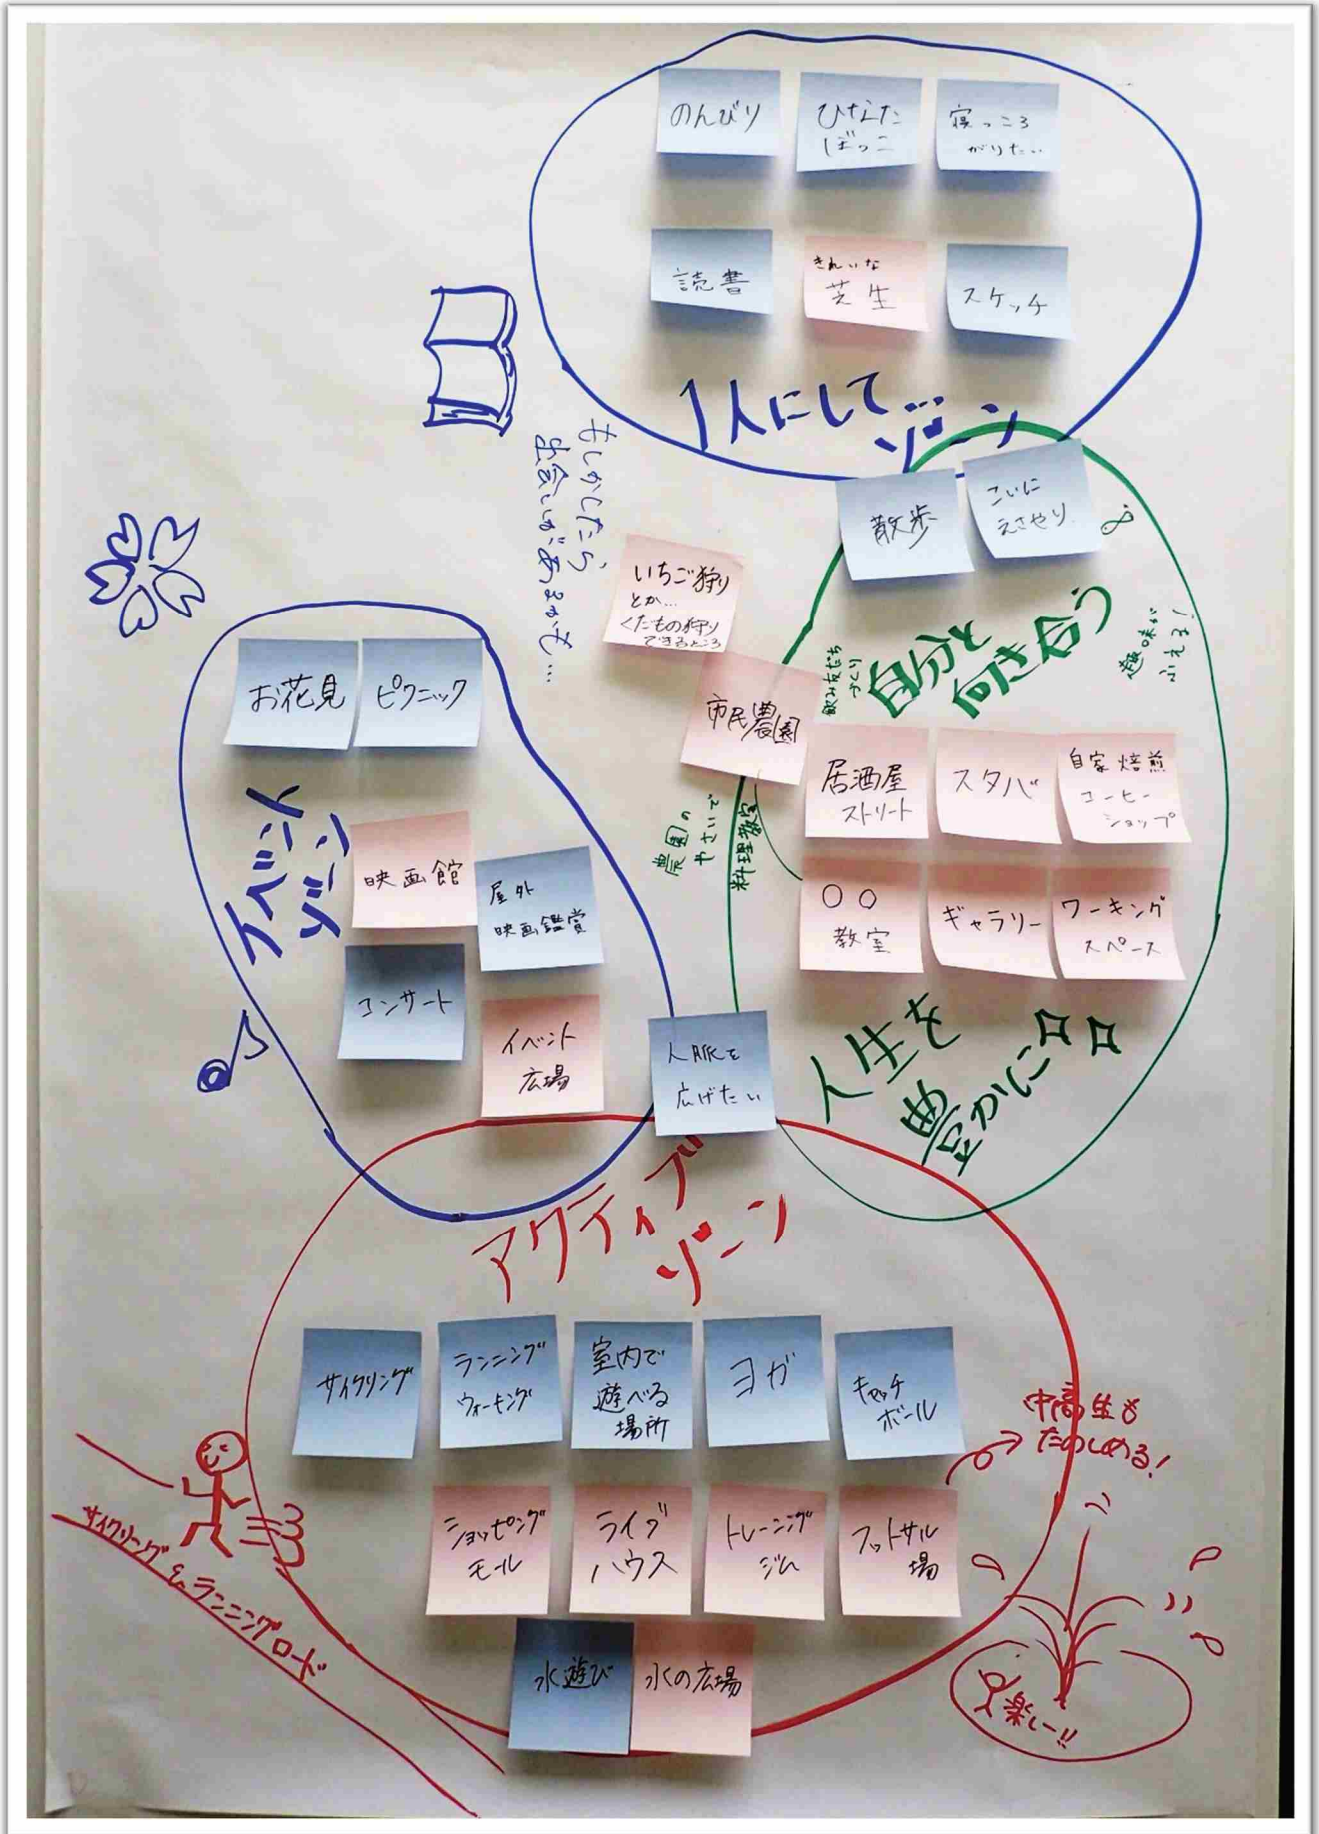 のんびり
ひなた
ぼっこ
寝っころ
がりたい
読書
きれいな
芝生
スケッチ
1人にして…
ゾーン
もしかしたら
出会いがあるかも…
散歩
こいに
えさやり
自分と
向き合う
趣味が
ふえる!
飲み友だち
づくり
いちご狩り
とか…
くだもの狩り
できるところ
市民農園
農園の
やさいで
料理教室
居酒屋
ストリート
スタバ
自家焙煎
コーヒー
ショップ
○○
教室
ギャラリー
ワーキング
スペース
人生を
豊かに
お花見
ピクニック
イベント
ゾーン
映画館
屋外
映画鑑賞
コンサート
イベント
広場
人脈を
広げたい
アクティブ
ゾーン
サイクリング
ランニング
ウォーキング
室内で
遊べる
場所
ヨガ
キャッチ
ボール
中高生も
たのしめる!
ショッピング
モール
ライブ
ハウス
トレーニング
ジム
フットサル
場
水遊び
水の広場
サイクリング&ランニングロード
楽しー!!